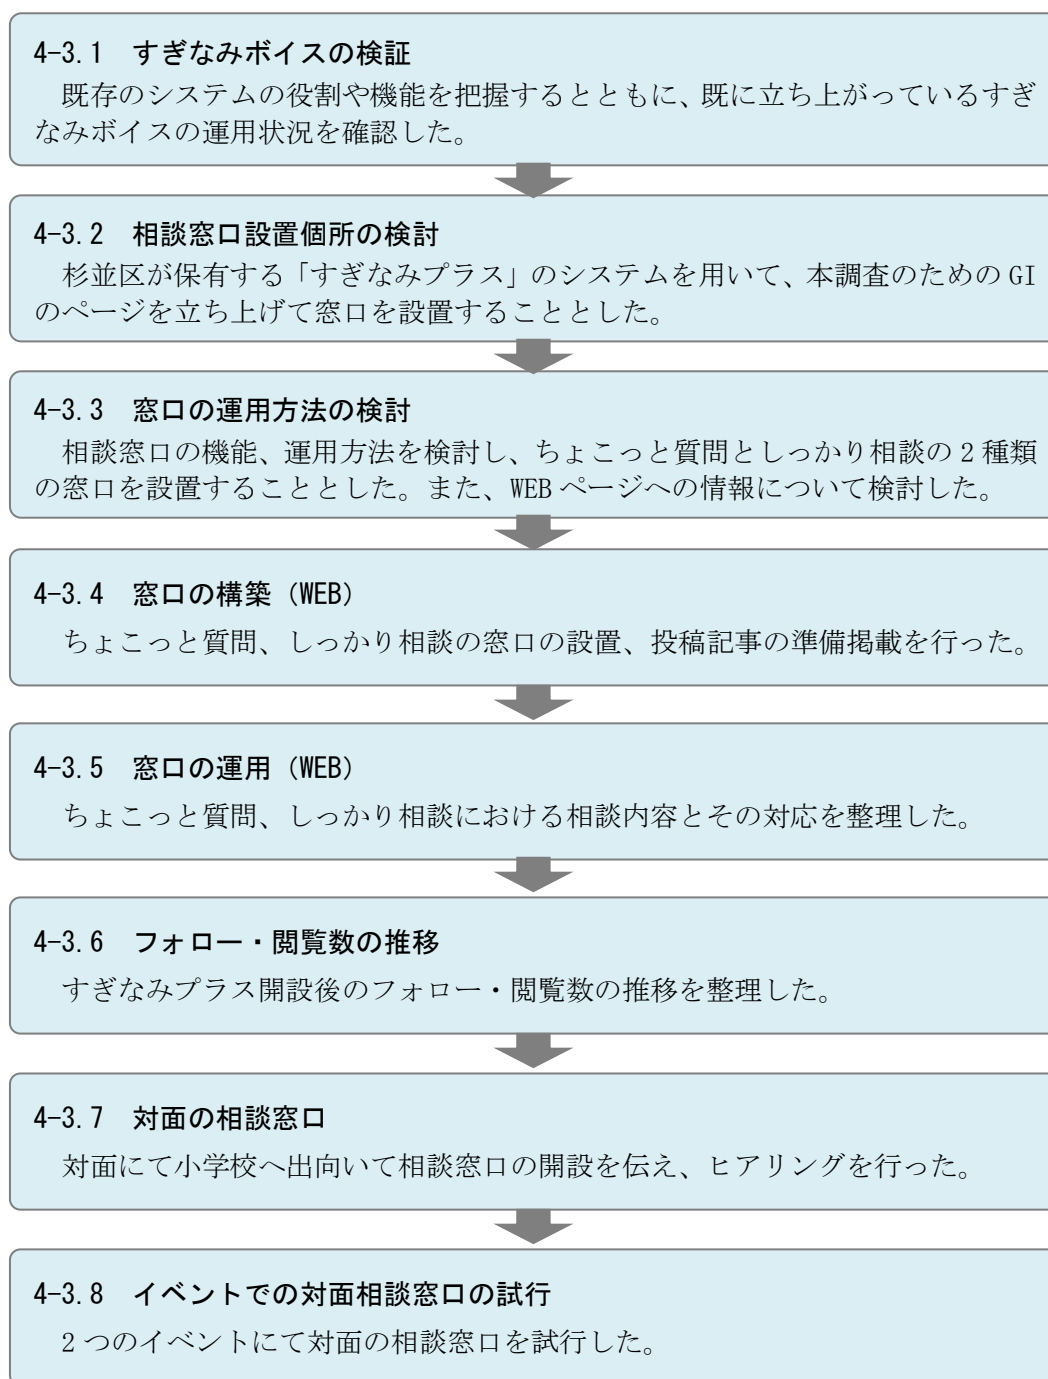 4-3.1 すぎなみボイスの検証
既存のシステムの役割や機能を把握するとともに、既に立ち上がっているすぎ
なみボイスの運用状況を確認した。
4-3.2 相談窓口設置個所の検討
杉並区が保有する「すぎなみプラス」のシステムを用いて、本調査のための GI
のページを立ち上げて窓口を設置することとした。
4-3.3 窓口の運用方法の検討
相談窓口の機能、運用方法を検討し、ちょこっと質問としっかり相談の 2 種類
の窓口を設置することとした。また、WEB ページへの情報について検討した。
4-3.4 窓口の構築（WEB）
ちょこっと質問、しっかり相談の窓口の設置、投稿記事の準備掲載を行った。
4-3.5 窓口の運用（WEB）
ちょこっと質問、しっかり相談における相談内容とその対応を整理した。
4-3.6 フォロー・閲覧数の推移
すぎなみプラス開設後のフォロー・閲覧数の推移を整理した。
4-3.7 対面の相談窓口
対面にて小学校へ出向いて相談窓口の開設を伝え、ヒアリングを行った。
4-3.8 イベントでの対面相談窓口の試行
2 つのイベントにて対面の相談窓口を試行した。